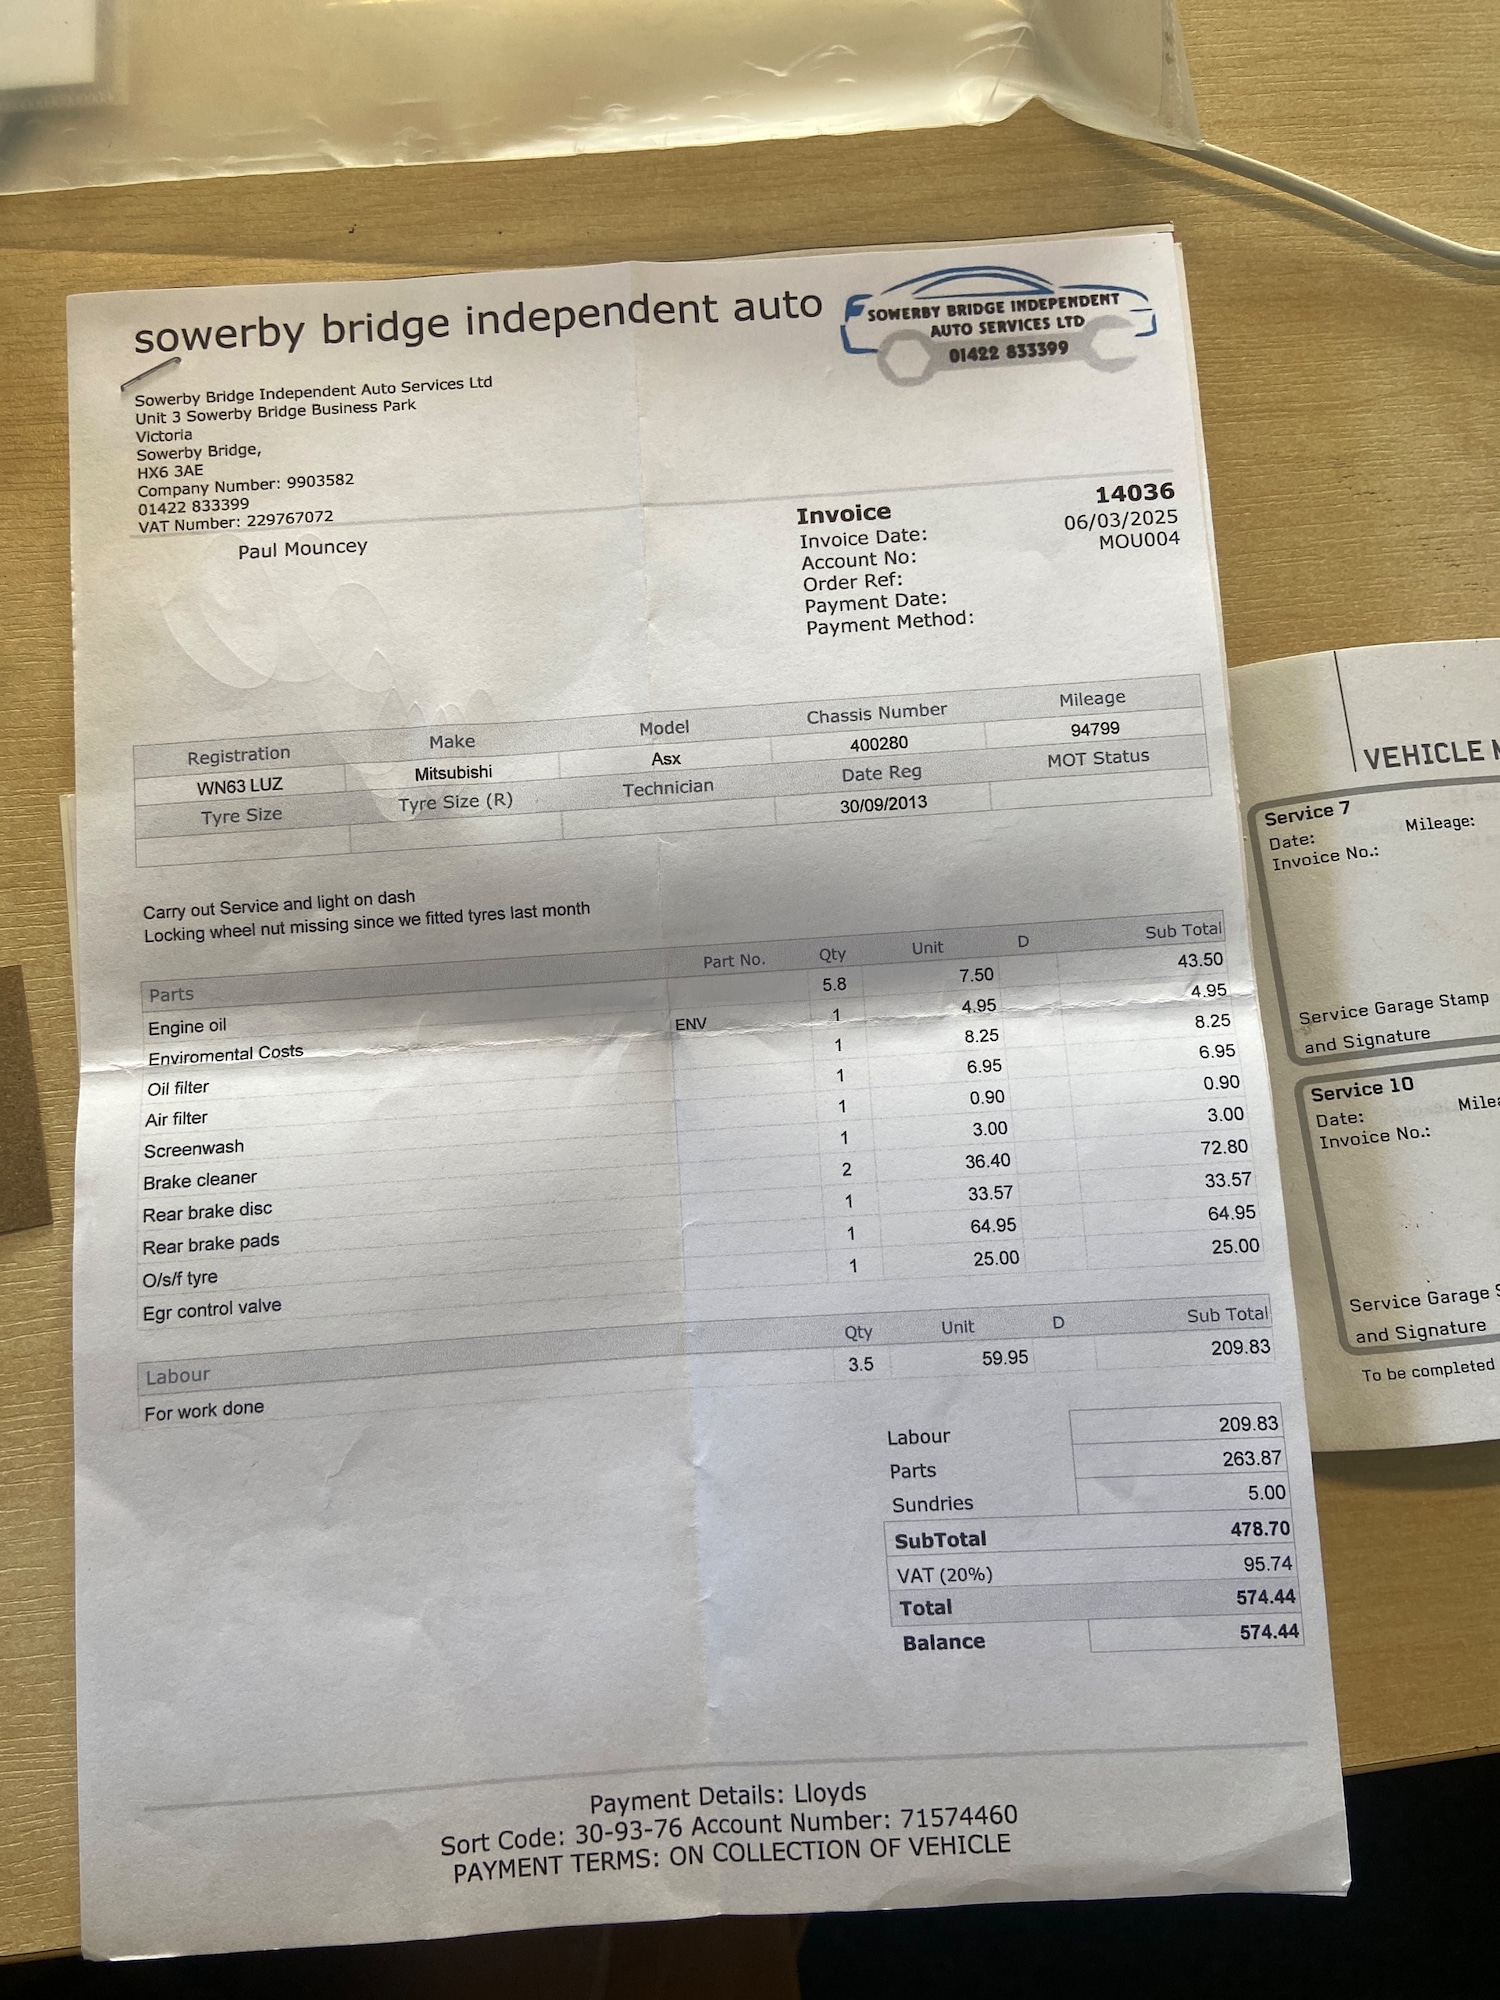 sowerby bridge independent auto
SOWERBY BRIDGE INDEPENDENT
AUTO SERVICES LTD
01422 833399
Sowerby Bridge Independent Auto Services Ltd
Unit 3 Sowerby Bridge Business Park
Victoria
Sowerby Bridge,
HX6 3AE
Company Number: 9903582
01422 833399
VAT Number: 229767072
Paul Mouncey
Invoice 14036
Invoice Date: 06/03/2025
Account No: MOU004
Order Ref:
Payment Date:
Payment Method:
Registration Make Model Chassis Number Mileage
WN63 LUZ Mitsubishi Asx 400280 94799
Tyre Size Tyre Size (R) Technician Date Reg MOT Status
30/09/2013
Carry out Service and light on dash
Locking wheel nut missing since we fitted tyres last month
Parts Part No. Qty Unit D Sub Total
Engine oil 5.8 7.50 43.50
Enviromental Costs ENV 1 4.95 4.95
Oil filter 1 8.25 8.25
Air filter 1 6.95 6.95
Screenwash 1 0.90 0.90
Brake cleaner 1 3.00 3.00
Rear brake disc 2 36.40 72.80
Rear brake pads 1 33.57 33.57
O/s/f tyre 1 64.95 64.95
Egr control valve 1 25.00 25.00
Labour Qty Unit D Sub Total
For work done 3.5 59.95 209.83
Labour 209.83
Parts 263.87
Sundries 5.00
SubTotal 478.70
VAT (20%) 95.74
Total 574.44
Balance 574.44
Payment Details: Lloyds
Sort Code: 30-93-76 Account Number: 71574460
PAYMENT TERMS: ON COLLECTION OF VEHICLE
VEHICLE
Service 7
Date: Mileage:
Invoice No.:
Service Garage Stamp
and Signature
Service 10
Date:
Invoice No.:
Service Garage
and Signature
To be completed